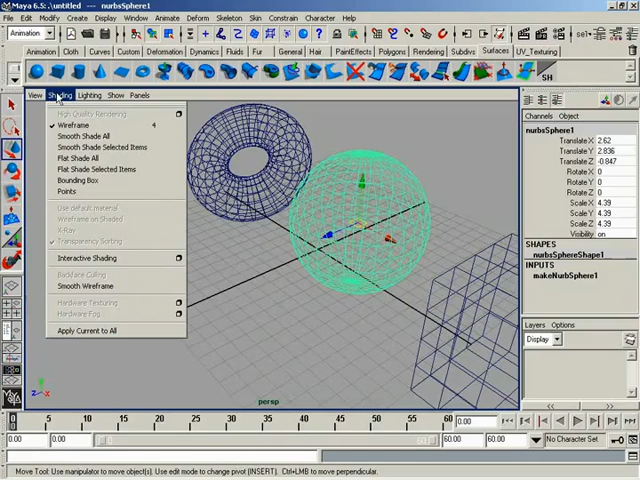 Maya 6.5: .\untitled --- nurbsSphere1
File Edit Modify Create Display Window Animate Deform Skeleton Skin Constrain Character Help
Animation sel1
Animation Cloth Curves Custom Deformation Dynamics Fluids Fur General Hair PaintEffects Polygons Rendering Subdivs Surfaces UV_Texturing
SH
View Shading Lighting Show Panels
Channels Object
High Quality Rendering
Wireframe 4
Smooth Shade All
Smooth Shade Selected Items
Flat Shade All
Flat Shade Selected Items
Bounding Box
Points
Use default material
Wireframe on Shaded
X-Ray
Transparency Sorting
Interactive Shading
Backface Culling
Smooth Wireframe
Hardware Texturing
Hardware Fog
Apply Current to All
nurbsSphere1
Translate X 2.62
Translate Y 2.836
Translate Z -0.847
Rotate X 0
Rotate Y 0
Rotate Z 0
Scale X 4.39
Scale Y 4.39
Scale Z 4.39
Visibility on
SHAPES
nurbsSphereShape1
INPUTS
makeNurbSphere1
Layers Options
Display
persp
0 5 10 15 20 25 30 35 40 45 50 55 60 0.00
0.00 0.00 60.00 60.00 No Character Set
Move Tool: Use manipulator to move object(s). Use edit mode to change pivot (INSERT). Ctrl+LMB to move perpendicular.